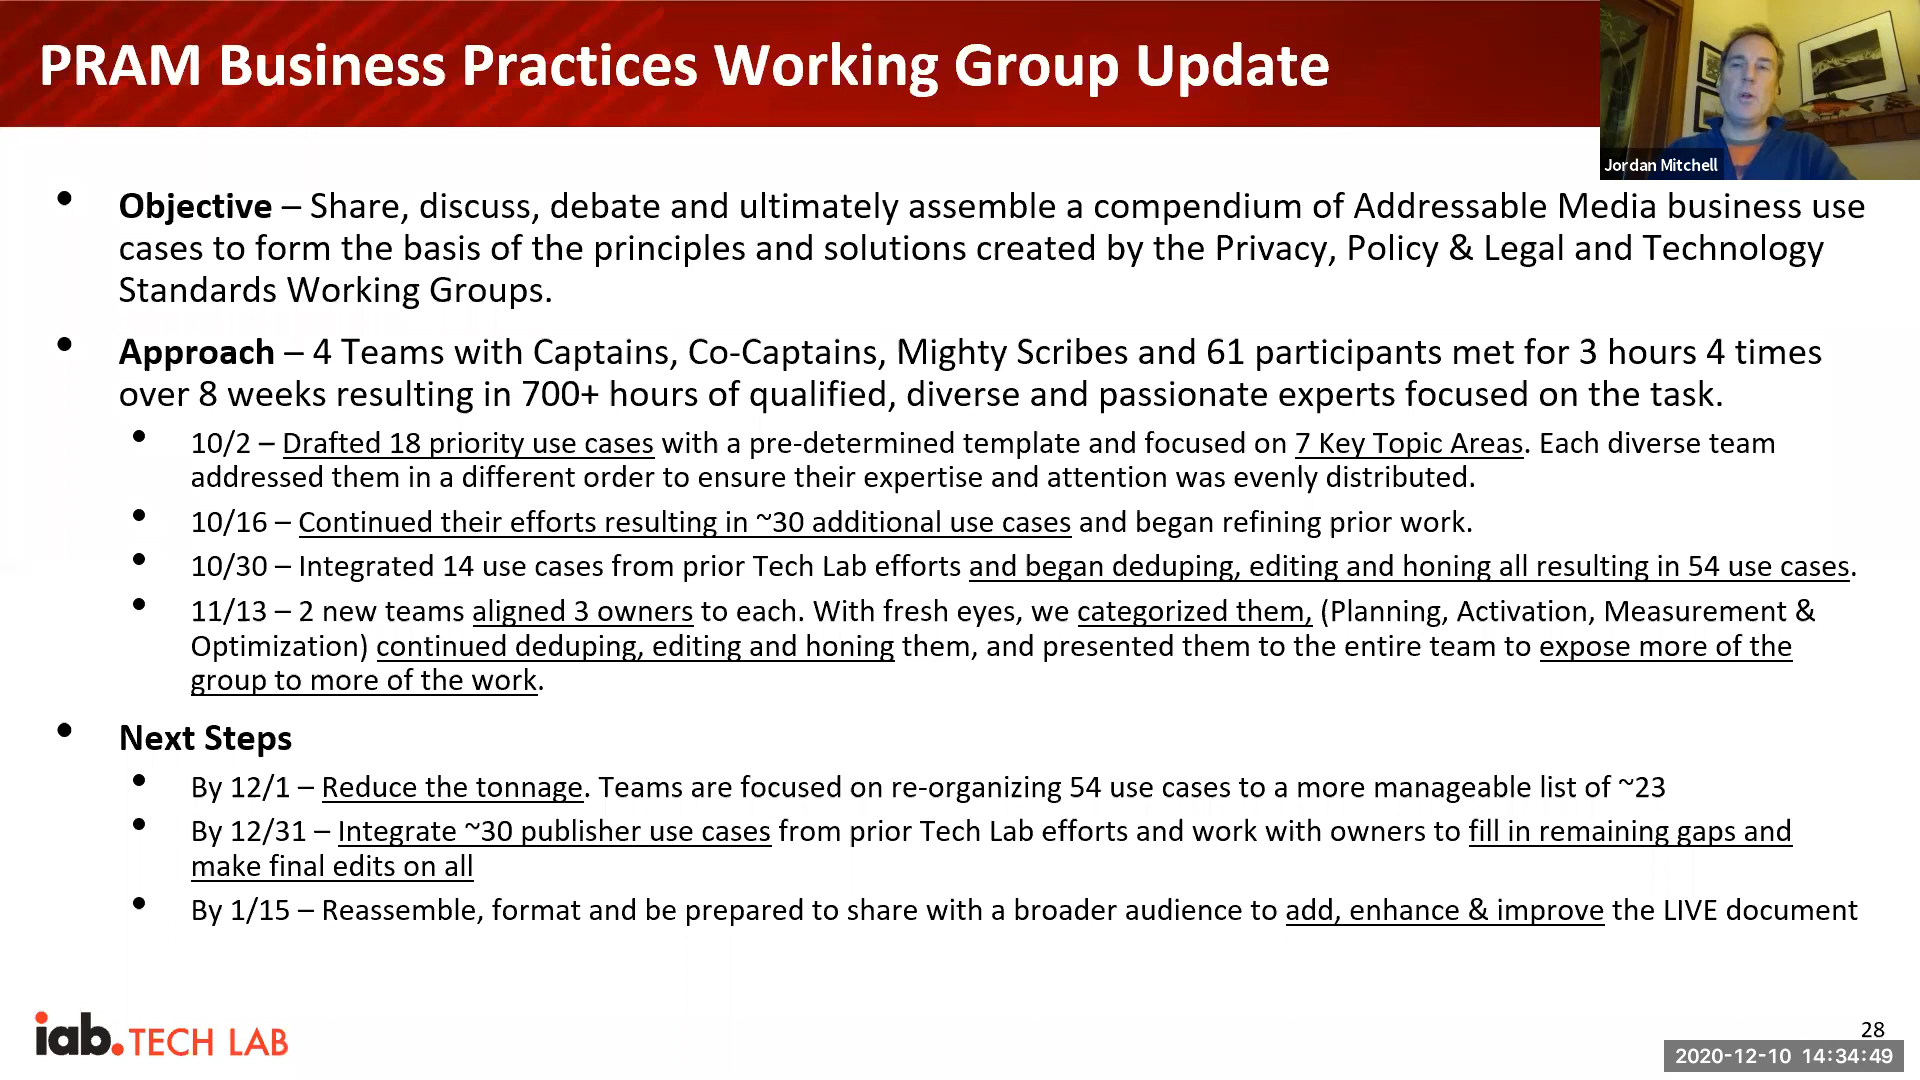 PRAM Business Practices Working Group Update
Jordan Mitchell
• Objective – Share, discuss, debate and ultimately assemble a compendium of Addressable Media business use
cases to form the basis of the principles and solutions created by the Privacy, Policy & Legal and Technology
Standards Working Groups.
• Approach – 4 Teams with Captains, Co-Captains, Mighty Scribes and 61 participants met for 3 hours 4 times
over 8 weeks resulting in 700+ hours of qualified, diverse and passionate experts focused on the task.
• 10/2 – Drafted 18 priority use cases with a pre-determined template and focused on 7 Key Topic Areas. Each diverse team
addressed them in a different order to ensure their expertise and attention was evenly distributed.
• 10/16 – Continued their efforts resulting in ~30 additional use cases and began refining prior work.
• 10/30 – Integrated 14 use cases from prior Tech Lab efforts and began deduping, editing and honing all resulting in 54 use cases.
• 11/13 – 2 new teams aligned 3 owners to each. With fresh eyes, we categorized them, (Planning, Activation, Measurement &
Optimization) continued deduping, editing and honing them, and presented them to the entire team to expose more of the
group to more of the work.
• Next Steps
• By 12/1 – Reduce the tonnage. Teams are focused on re-organizing 54 use cases to a more manageable list of ~23
• By 12/31 – Integrate ~30 publisher use cases from prior Tech Lab efforts and work with owners to fill in remaining gaps and
make final edits on all
• By 1/15 – Reassemble, format and be prepared to share with a broader audience to add, enhance & improve the LIVE document
iab.TECH LAB
28
2020-12-10 14:34:49